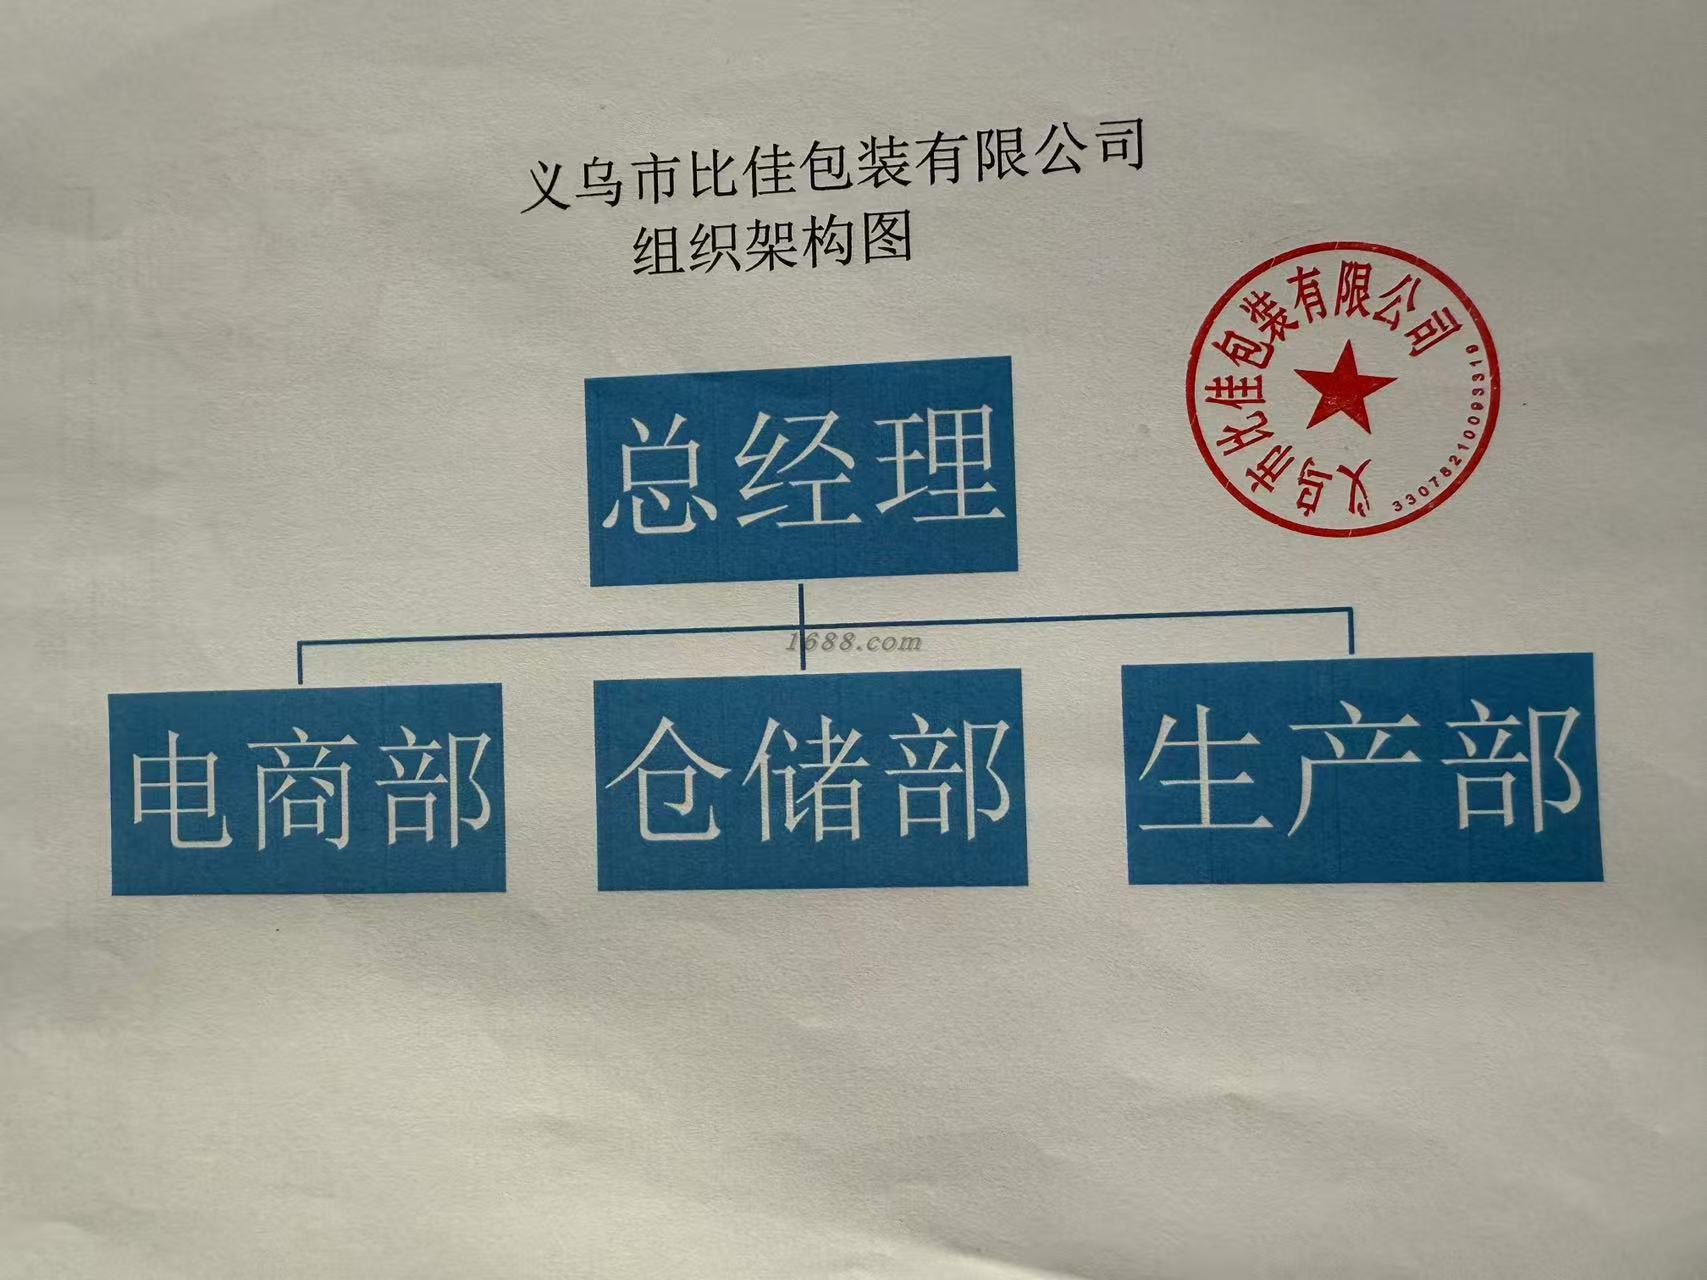 义乌市比佳包装有限公司
组织架构图
义乌市比佳包装有限公司
3307821009331​9
总经理
1688.com
电商部 仓储部 生产部